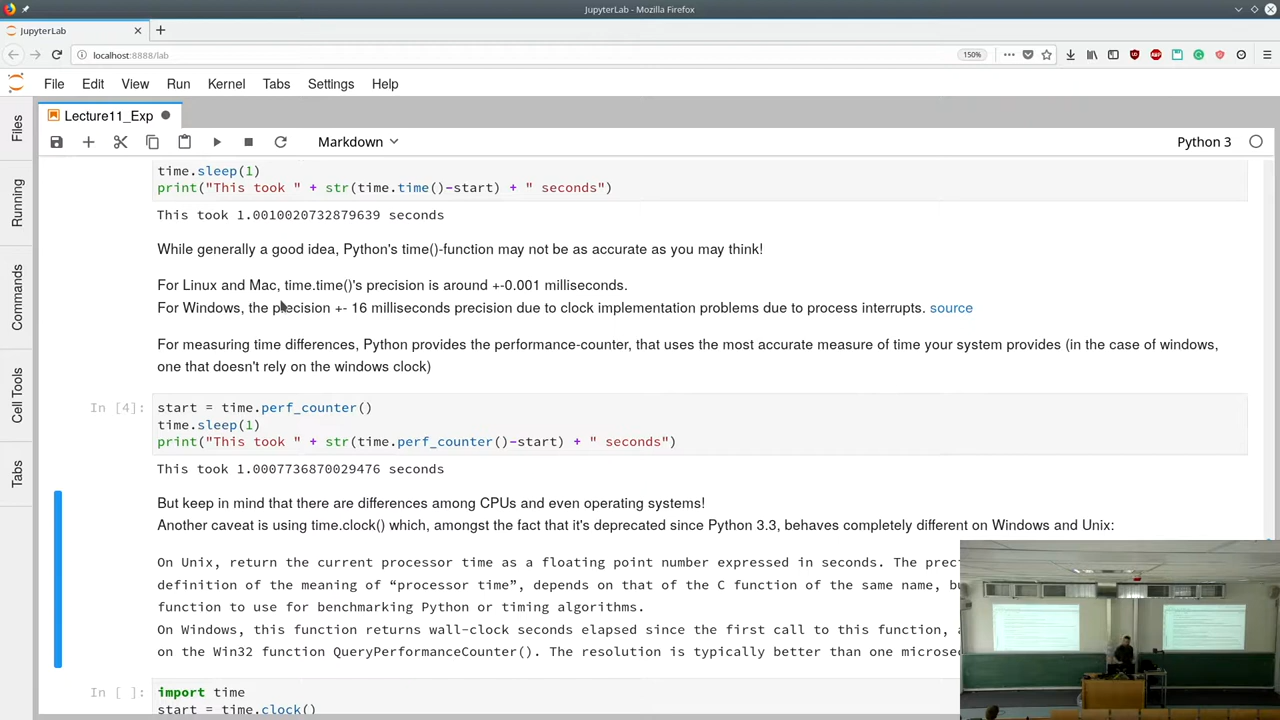 JupyterLab - Mozilla Firefox
JupyterLab
localhost:8888/lab
150%
File Edit View Run Kernel Tabs Settings Help
Lecture11_Exp
Markdown
Python 3
Files
Running
Commands
Cell Tools
Tabs
time.sleep(1)
print("This took " + str(time.time()-start) + " seconds")
This took 1.0010020732879639 seconds
While generally a good idea, Python's time()-function may not be as accurate as you may think!
For Linux and Mac, time.time()'s precision is around +-0.001 milliseconds.
For Windows, the precision +- 16 milliseconds precision due to clock implementation problems due to process interrupts. source
For measuring time differences, Python provides the performance-counter, that uses the most accurate measure of time your system provides (in the case of windows,
one that doesn't rely on the windows clock)
In [4]:
start = time.perf_counter()
time.sleep(1)
print("This took " + str(time.perf_counter()-start) + " seconds")
This took 1.0007736870029476 seconds
But keep in mind that there are differences among CPUs and even operating systems!
Another caveat is using time.clock() which, amongst the fact that it's deprecated since Python 3.3, behaves completely different on Windows and Unix:
On Unix, return the current processor time as a floating point number expressed in seconds. The
definition of the meaning of “processor time”, depends on that of the C function of the same name,
function to use for benchmarking Python or timing algorithms.
On Windows, this function returns wall-clock seconds elapsed since the first call to this function,
on the Win32 function QueryPerformanceCounter(). The resolution is typically better than one
In [ ]:
import time
start = time.clock()